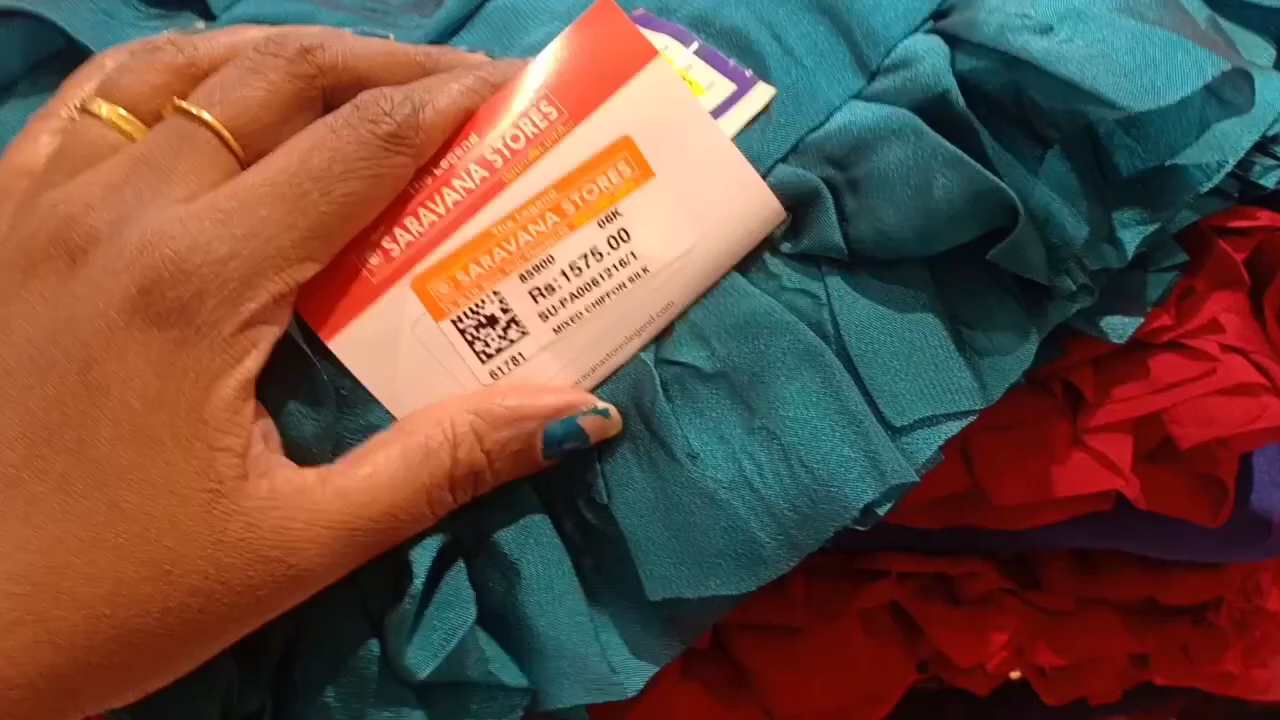 The Legend
SARAVANA STORES
The Legend
SARAVANA STORES
06K
85900
Rs:1575.00
SU-PA0061216/1
MIXED CHIFFON SILK
61781
aravanastoreslegend.com